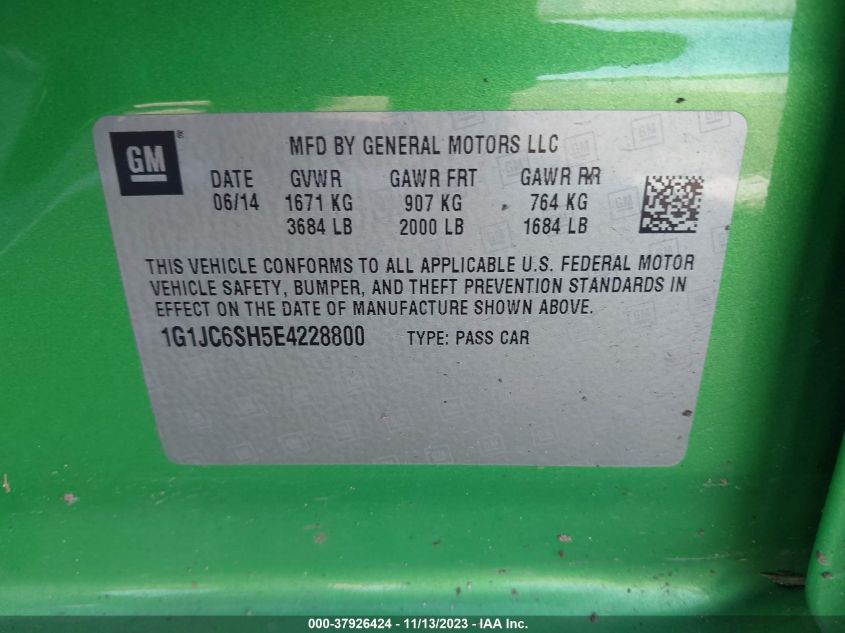 GM ®
MFD BY GENERAL MOTORS LLC
DATE GVWR GAWR FRT GAWR RR
06/14 1671 KG 907 KG 764 KG
3684 LB 2000 LB 1684 LB
THIS VEHICLE CONFORMS TO ALL APPLICABLE U.S. FEDERAL MOTOR
VEHICLE SAFETY, BUMPER, AND THEFT PREVENTION STANDARDS IN
EFFECT ON THE DATE OF MANUFACTURE SHOWN ABOVE.
1G1JC6SH5E4228800 TYPE: PASS CAR
000-37926424 - 11/13/2023 - IAA Inc.